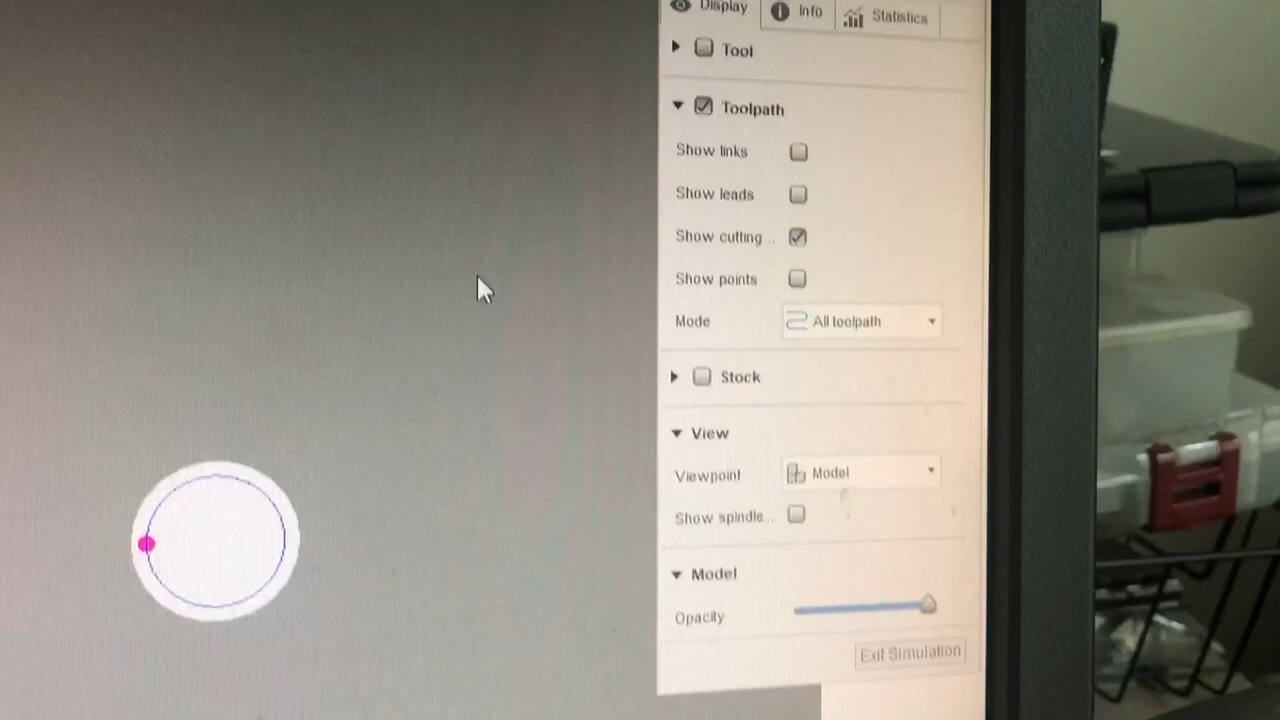 Display Info Statistics
Tool
Toolpath
Show links
Show leads
Show cutting ..
Show points
Mode All toolpath
Stock
View
Viewpoint Model
Show spindle...
Model
Opacity
Exit Simulation